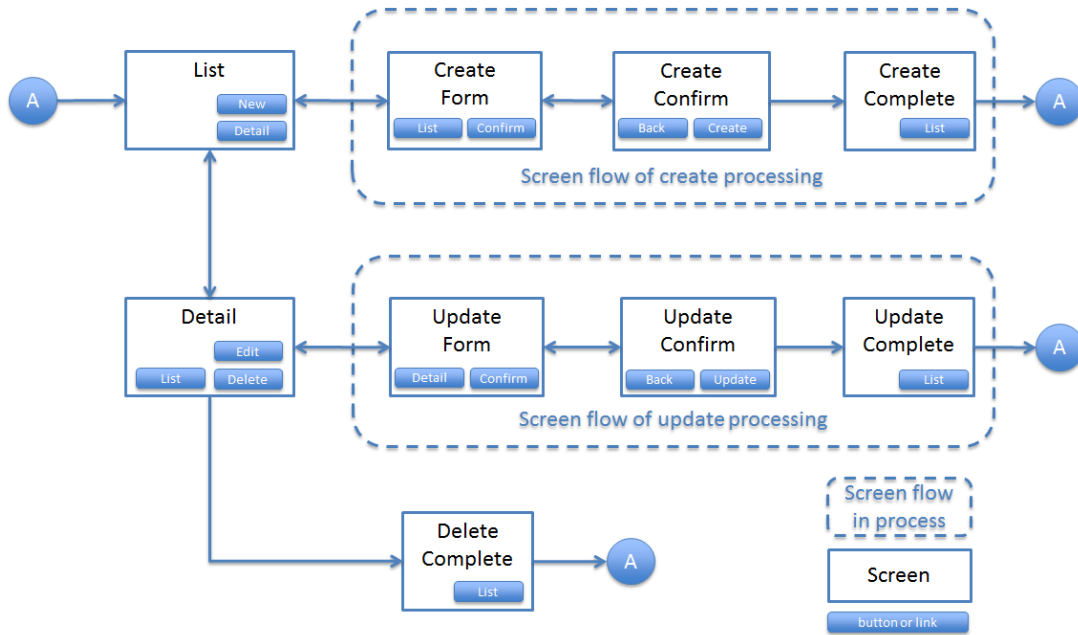 A
List
New
Detail
Create
Form
List
Confirm
Create
Confirm
Back
Create
Create
Complete
List
A
Screen flow of create processing
Detail
Edit
List
Delete
Update
Form
Detail
Confirm
Update
Confirm
Back
Update
Update
Complete
List
A
Screen flow of update processing
Delete
Complete
List
A
Screen flow
in process
Screen
button or link